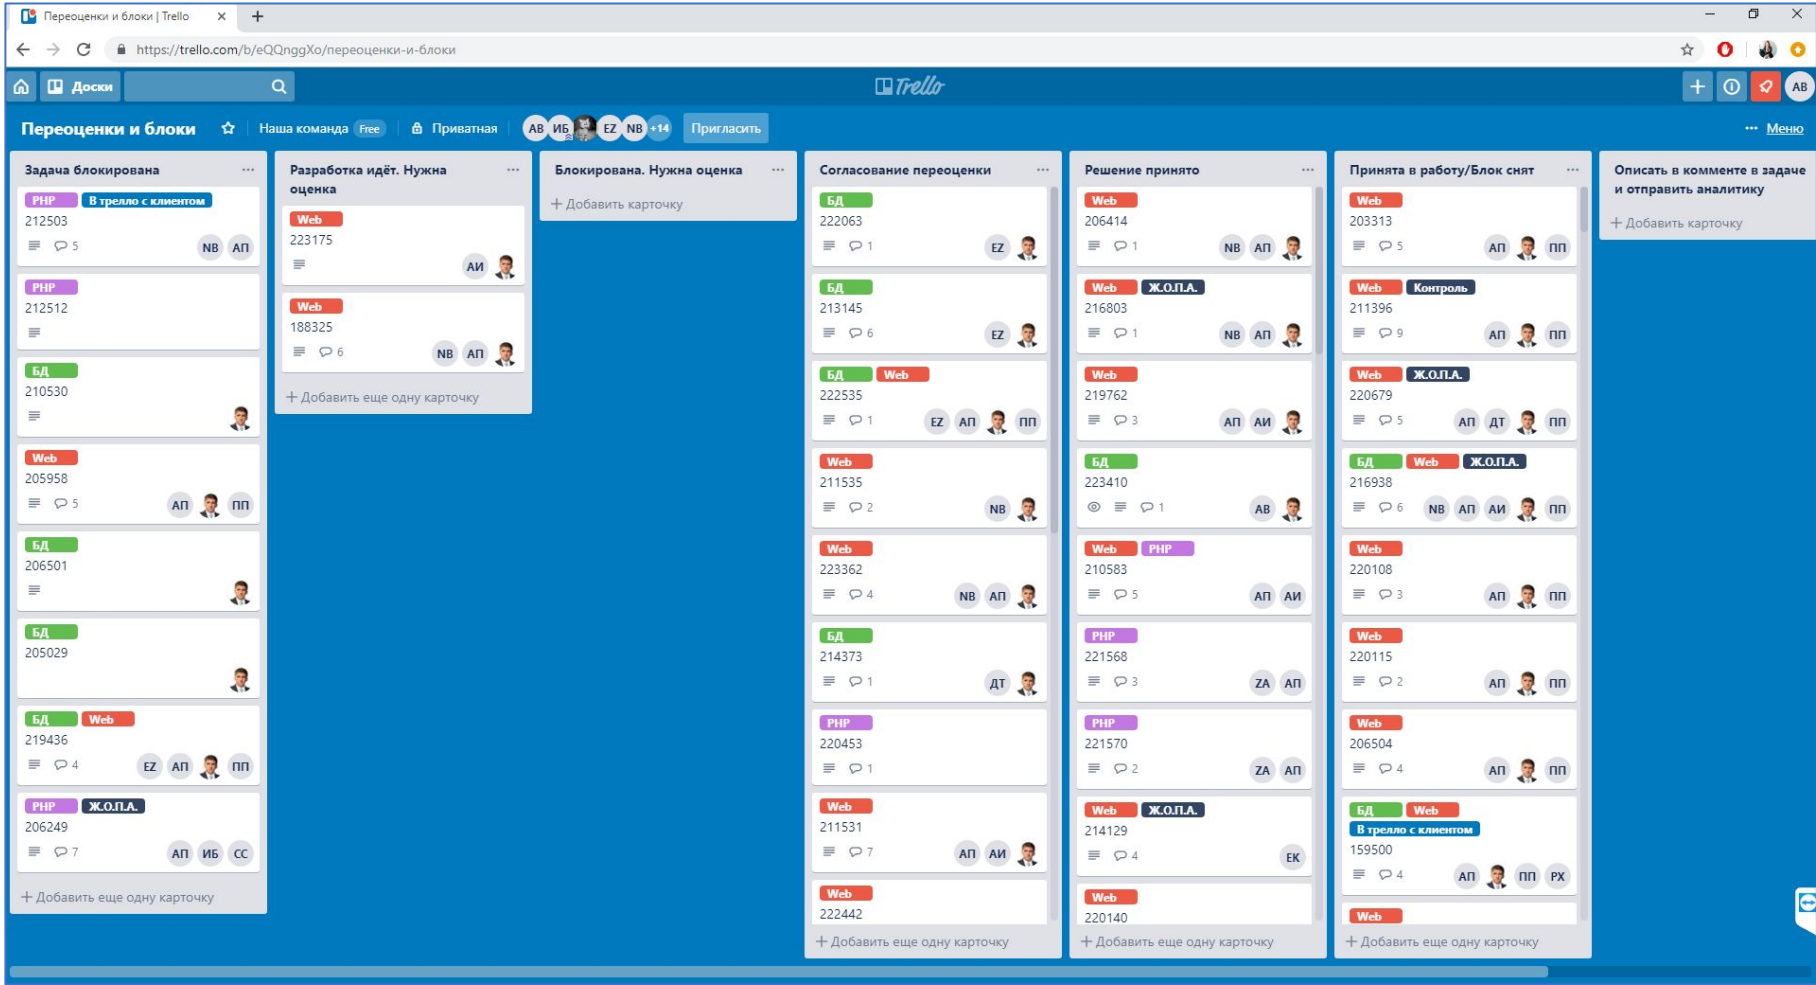 Переоценки и блоки | Trello
https://trello.com/b/eQQnggXo/переоценки-и-блоки
Доски
Trello
AB
Переоценки и блоки
Наша команда Free
Приватная
AB ИБ EZ NB +14
Пригласить
... Меню
Задача блокирована
PHP В трелло с клиентом
212503
5 NB АП
PHP
212512
БД
210530
Web
205958
5 АП ПП
БД
206501
БД
205029
БД Web
219436
4 EZ АП ПП
PHP Ж.О.П.А.
206249
7 АП ИБ СС
+ Добавить еще одну карточку
Разработка идёт. Нужна
оценка
Web
223175
АИ
Web
188325
6 NB АП
+ Добавить еще одну карточку
Блокирована. Нужна оценка
+ Добавить карточку
Согласование переоценки
БД
222063
1 EZ
БД
213145
6 EZ
БД Web
222535
1 EZ АП ПП
Web
211535
2 NB
Web
223362
4 NB АП
БД
214373
1 ДТ
PHP
220453
1
Web
211531
7 АП АИ
Web
222442
+ Добавить еще одну карточку
Решение принято
Web
206414
1 NB АП
Web Ж.О.П.А.
216803
1 NB АП
Web
219762
3 АП АИ
БД
223410
1 AB
Web PHP
210583
5 АП АИ
PHP
221568
3 ZA АП
PHP
221570
2 ZA АП
Web Ж.О.П.А.
214129
4 EK
Web
220140
+ Добавить еще одну карточку
Принята в работу/Блок снят
Web
203313
5 АП ПП
Web Контроль
211396
9 АП ПП
Web Ж.О.П.А.
220679
5 АП ДТ ПП
БД Web Ж.О.П.А.
216938
6 NB АП АИ ПП
Web
220108
3 АП ПП
Web
220115
2 АП ПП
Web
206504
4 АП ПП
БД Web
В трелло с клиентом
159500
4 АП ПП РХ
Web
+ Добавить еще одну карточку
Описать в комменте в задаче
и отправить аналитику
+ Добавить карточку